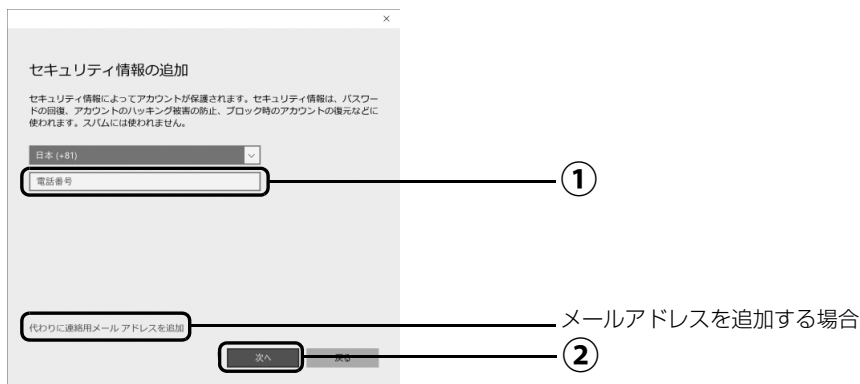 ×
セキュリティ情報の追加
セキュリティ情報によってアカウントが保護されます。セキュリティ情報は、パスワー
ドの回復、アカウントのハッキング被害の防止、ブロック時のアカウントの復元などに
使われます。スパムには使われません。
日本 (+81)
電話番号
①
代わりに連絡用メール アドレスを追加
メールアドレスを追加する場合
次へ
戻る
②